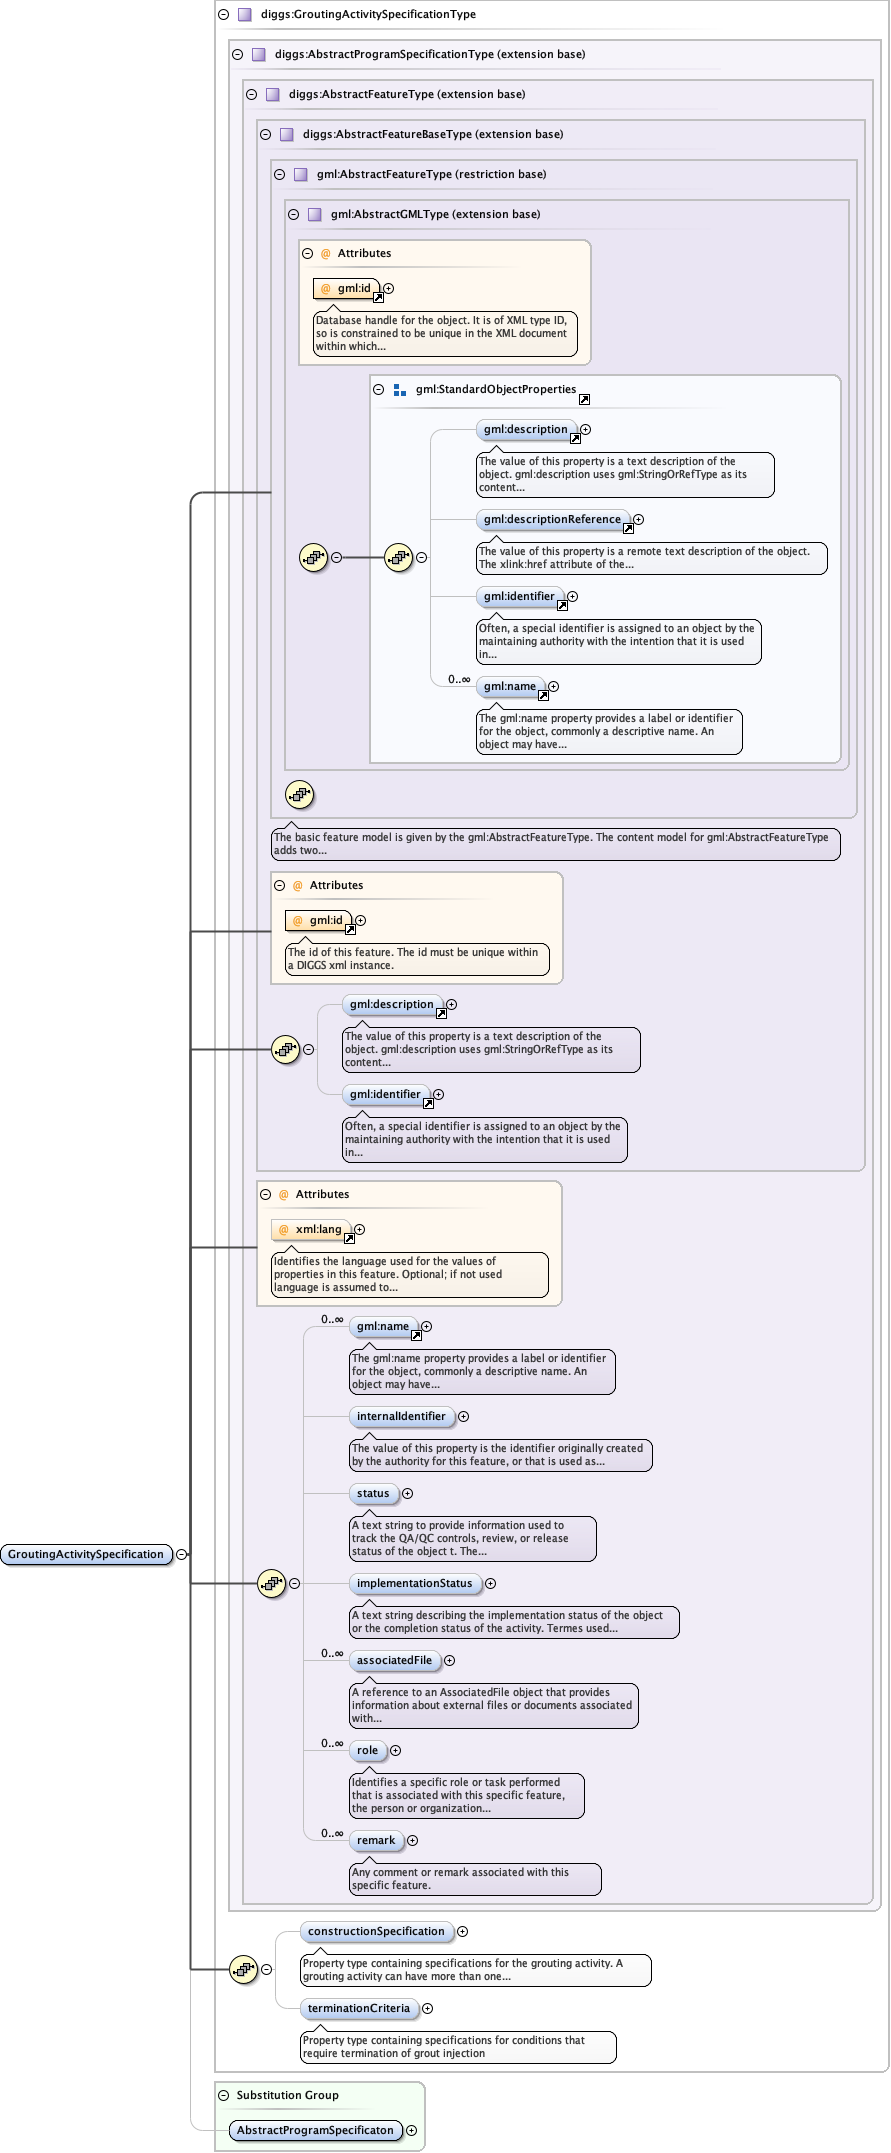 diggs:GroutingActivitySpecificationType
diggs:AbstractProgramSpecificationType (extension base)
diggs:AbstractFeatureType (extension base)
diggs:AbstractFeatureBaseType (extension base)
gml:AbstractFeatureType (restriction base)
gml:AbstractGMLType (extension base)
@ Attributes
@ gml:id
Database handle for the object. It is of XML type ID,
so is constrained to be unique in the XML document
within which...
gml:StandardObjectProperties
gml:description
The value of this property is a text description of the
object. gml:description uses gml:StringOrRefType as its
content...
gml:descriptionReference
The value of this property is a remote text description of the object.
The xlink:href attribute of the...
gml:identifier
Often, a special identifier is assigned to an object by the
maintaining authority with the intention that it is used
in...
0..∞
gml:name
The gml:name property provides a label or identifier
for the object, commonly a descriptive name. An
object may have...
The basic feature model is given by the gml:AbstractFeatureType. The content model for gml:AbstractFeatureType
adds two...
@ Attributes
@ gml:id
The id of this feature. The id must be unique within
a DIGGS xml instance.
gml:description
The value of this property is a text description of the
object. gml:description uses gml:StringOrRefType as its
content...
gml:identifier
Often, a special identifier is assigned to an object by the
maintaining authority with the intention that it is used
in...
@ Attributes
@ xml:lang
Identifies the language used for the values of
properties in this feature. Optional; if not used
language is assumed to...
0..∞
gml:name
The gml:name property provides a label or identifier
for the object, commonly a descriptive name. An
object may have...
internalIdentifier
The value of this property is the identifier originally created
by the authority for this feature, or that is used as...
status
A text string to provide information used to
track the QA/QC controls, review, or release
status of the object t. The...
GroutingActivitySpecification
implementationStatus
A text string describing the implementation status of the object
or the completion status of the activity. Termes used...
0..∞
associatedFile
A reference to an AssociatedFile object that provides
information about external files or documents associated
with...
0..∞
role
Identifies a specific role or task performed
that is associated with this specific feature,
the person or organization...
0..∞
remark
Any comment or remark associated with this
specific feature.
constructionSpecification
Property type containing specifications for the grouting activity. A
grouting activity can have more than one...
terminationCriteria
Property type containing specifications for conditions that
require termination of grout injection
Substitution Group
AbstractProgramSpecificaton